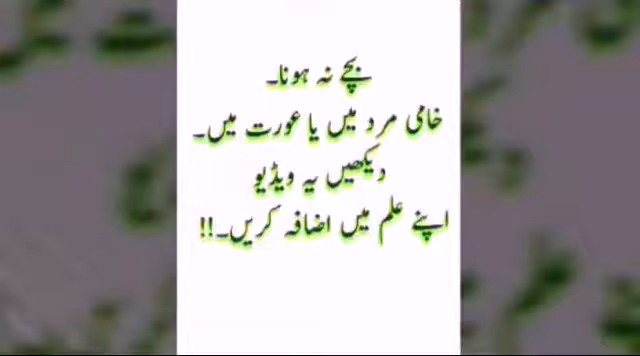 بچے نہ ہونا۔
خامی مرد میں یا عورت میں۔
دیکھیں یہ ویڈیو
اپنے علم میں اضافہ کریں۔!!